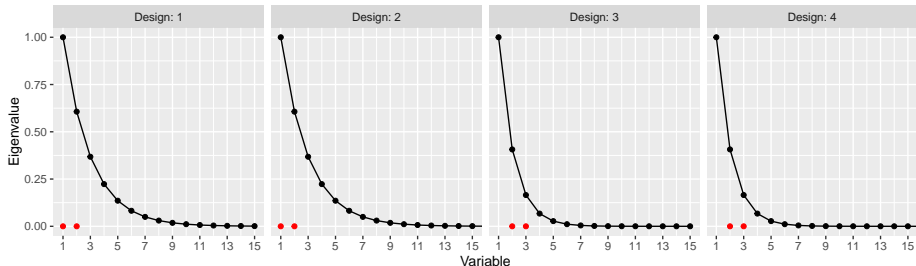 Design: 1
Design: 2
Design: 3
Design: 4
Eigenvalue
1.00
0.75
0.50
0.25
0.00
1 3 5 7 9 11 13 15
1 3 5 7 9 11 13 15
1 3 5 7 9 11 13 15
1 3 5 7 9 11 13 15
Variable